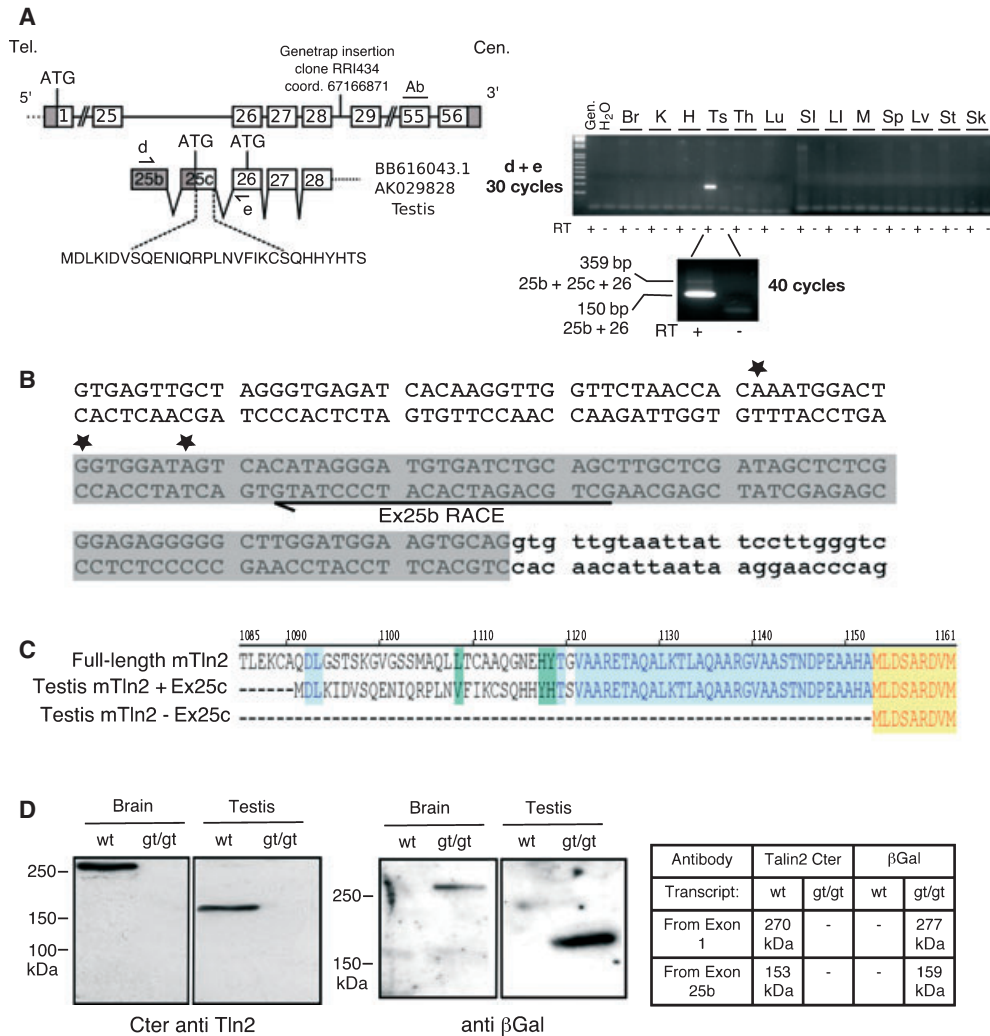 A
Tel.
Genetrap insertion
clone RRI434
coord. 67166871
Cen.
5'
ATG
Ab
3'
1 25 26 27 28 29 55 56
ATG ATG
d
25b 25c 26 27 28
e
BB616043.1
AK029828
Testis
MDLKIDVSQENIQRPLNVFIKCSQHHYHTS
Gen. H2O Br K H Ts Th Lu SI LI M Sp Lv St Sk
d + e
30 cycles
RT + - + - + - + - + - + - + - + - + - + - + - + - + -
359 bp
25b + 25c + 26
40 cycles
150 bp
25b + 26
RT + -
B
GTGAGTTGCT AGGGTGAGAT CACAAGGTTG GTTCTAACCA CAAATGGACT
CACTCAACGA TCCCACTCTA GTGTTCCAAC CAAGATTGGT GTTTACCTGA
GGTGGATAGT CACATAGGGA TGTGATCTGC AGCTTGCTCG ATAGCTCTCG
CCACCTATCA GTGTATCCCT ACACTAGACG TCGAACGAGC TATCGAGAGC
Ex25b RACE
GGAGAGGGGG CTTGGATGGA AGTGCAGgtg ttgtaattat tccttgggtc
CCTCTCCCCC GAACCTACCT TCACGTCcac aacattaata aggaacccag
C
1085 1090 1100 1110 1120 1130 1140 1150 1161
Full-length mTln2 TLEKCAQDLGSTSKGVGSSMAQLLTCAAQGNEHYTGVAARETAQALKTLAQAARGVAASTNDPEAAHAMLDSARDVM
Testis mTln2 + Ex25c ------MDLKIDVSQENIQRPLNVFIKCSQHHYHTSVAARETAQALKTLAQAARGVAASTNDPEAAHAMLDSARDVM
Testis mTln2 - Ex25c --------------------------------------------------------------------MLDSARDVM
D
Brain Testis
wt gt/gt wt gt/gt
250
150
100
kDa
Cter anti Tln2
Brain Testis
wt gt/gt wt gt/gt
250
150
kDa
anti βGal
Antibody Talin2 Cter βGal
Transcript: wt gt/gt wt gt/gt
From Exon 1 270 kDa - - 277 kDa
From Exon 25b 153 kDa - - 159 kDa